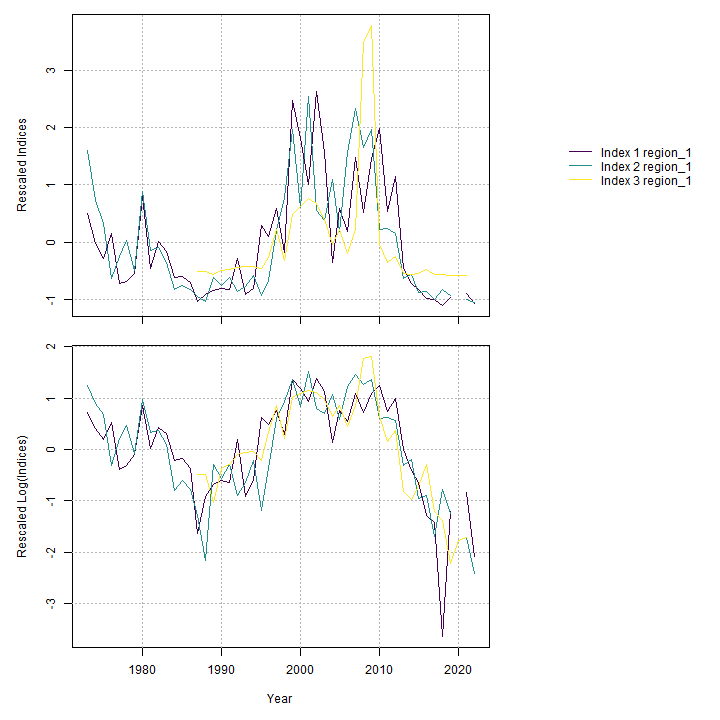 Rescaled Indices
3
2
1
0
-1
Index 1 region_1
Index 2 region_1
Index 3 region_1
Rescaled Log(Indices)
2
1
0
-1
-2
-3
1980 1990 2000 2010 2020
Year